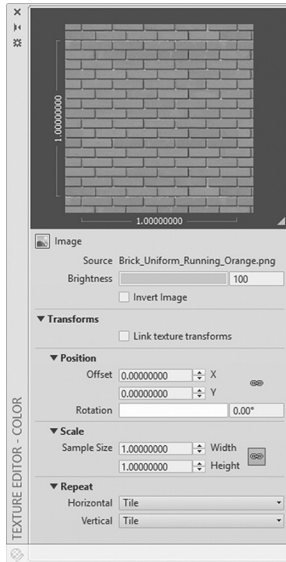 1.00000000
1.00000000
Image
Source Brick_Uniform_Running_Orange.png
Brightness 100
Invert Image
Transforms
Link texture transforms
Position
Offset 0.00000000 X
0.00000000 Y
Rotation 0.00°
Scale
Sample Size 1.00000000 Width
1.00000000 Height
Repeat
Horizontal Tile
Vertical Tile
TEXTURE EDITOR - COLOR